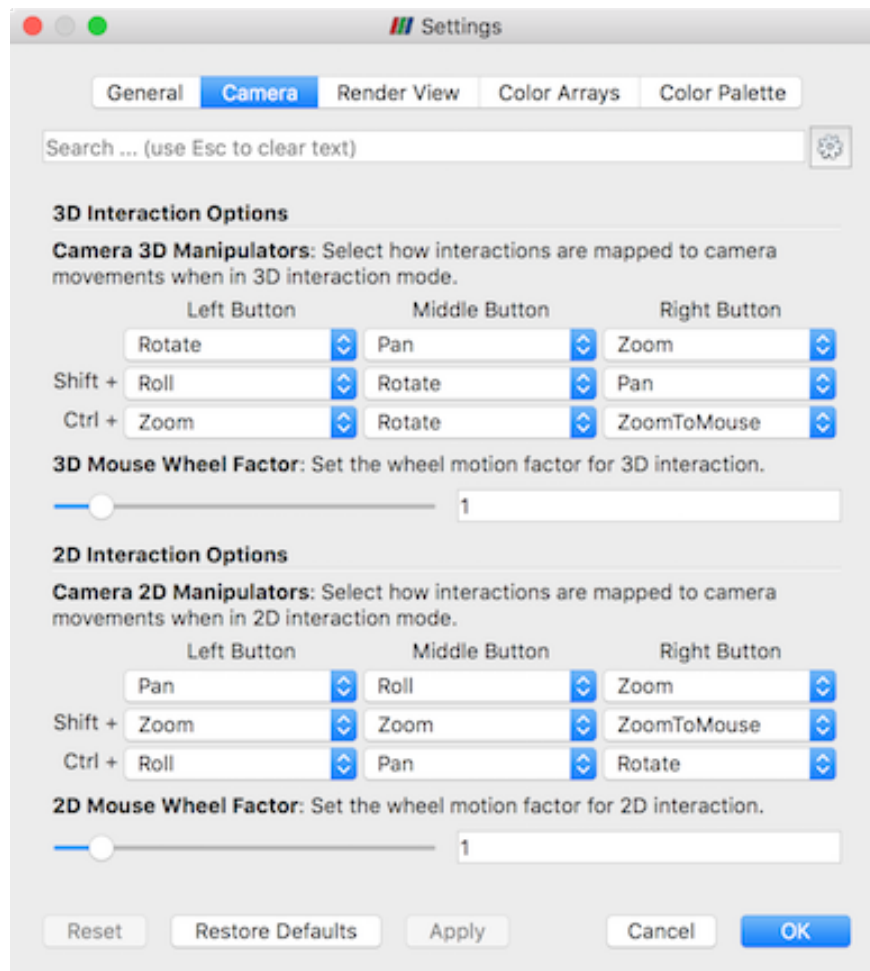 Settings
General Camera Render View Color Arrays Color Palette
Search ... (use Esc to clear text)
3D Interaction Options
Camera 3D Manipulators: Select how interactions are mapped to camera
movements when in 3D interaction mode.
Left Button Middle Button Right Button
Rotate Pan Zoom
Shift + Roll Rotate Pan
Ctrl + Zoom Rotate ZoomToMouse
3D Mouse Wheel Factor: Set the wheel motion factor for 3D interaction.
1
2D Interaction Options
Camera 2D Manipulators: Select how interactions are mapped to camera
movements when in 2D interaction mode.
Left Button Middle Button Right Button
Pan Roll Zoom
Shift + Zoom Zoom ZoomToMouse
Ctrl + Roll Pan Rotate
2D Mouse Wheel Factor: Set the wheel motion factor for 2D interaction.
1
Reset Restore Defaults Apply Cancel OK